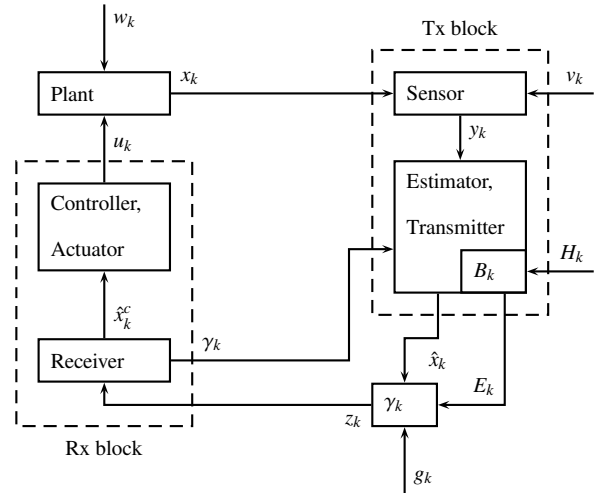 w_k
Tx block
x_k
v_k
Plant
Sensor
u_k
y_k
Controller,
Actuator
Estimator,
Transmitter
H_k
B_k
x̂_k^c
γ_k
Receiver
x̂_k
E_k
γ_k
z_k
Rx block
g_k